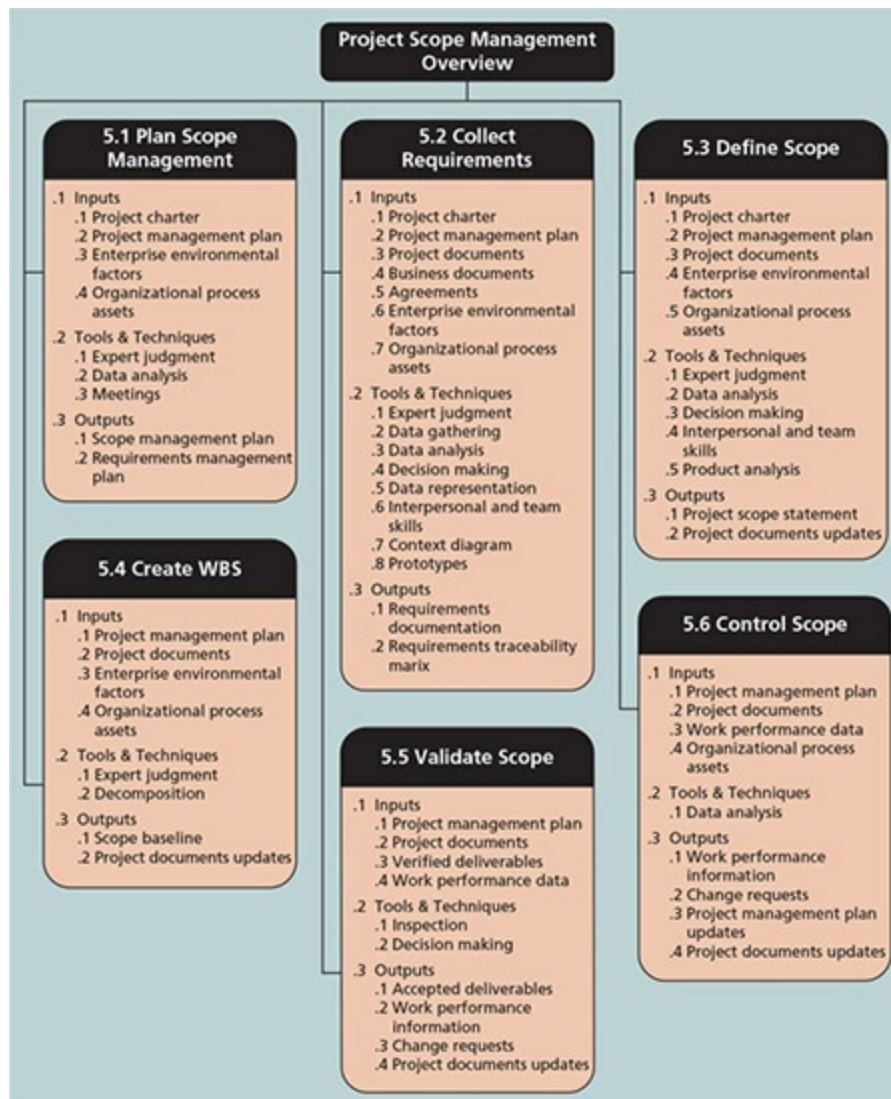 Project Scope Management
Overview
5.1 Plan Scope
Management
.1 Inputs
.1 Project charter
.2 Project management plan
.3 Enterprise environmental
factors
.4 Organizational process
assets
.2 Tools & Techniques
.1 Expert judgment
.2 Data analysis
.3 Meetings
.3 Outputs
.1 Scope management plan
.2 Requirements management
plan
5.2 Collect
Requirements
.1 Inputs
.1 Project charter
.2 Project management plan
.3 Project documents
.4 Business documents
.5 Agreements
.6 Enterprise environmental
factors
.7 Organizational process
assets
.2 Tools & Techniques
.1 Expert judgment
.2 Data gathering
.3 Data analysis
.4 Decision making
.5 Data representation
.6 Interpersonal and team
skills
.7 Context diagram
.8 Prototypes
.3 Outputs
.1 Requirements
documentation
.2 Requirements traceability
marix
5.3 Define Scope
.1 Inputs
.1 Project charter
.2 Project management plan
.3 Project documents
.4 Enterprise environmental
factors
.5 Organizational process
assets
.2 Tools & Techniques
.1 Expert judgment
.2 Data analysis
.3 Decision making
.4 Interpersonal and team
skills
.5 Product analysis
.3 Outputs
.1 Project scope statement
.2 Project documents updates
5.4 Create WBS
.1 Inputs
.1 Project management plan
.2 Project documents
.3 Enterprise environmental
factors
.4 Organizational process
assets
.2 Tools & Techniques
.1 Expert judgment
.2 Decomposition
.3 Outputs
.1 Scope baseline
.2 Project documents updates
5.5 Validate Scope
.1 Inputs
.1 Project management plan
.2 Project documents
.3 Verified deliverables
.4 Work performance data
.2 Tools & Techniques
.1 Inspection
.2 Decision making
.3 Outputs
.1 Accepted deliverables
.2 Work performance
information
.3 Change requests
.4 Project documents updates
5.6 Control Scope
.1 Inputs
.1 Project management plan
.2 Project documents
.3 Work performance data
.4 Organizational process
assets
.2 Tools & Techniques
.1 Data analysis
.3 Outputs
.1 Work performance
information
.2 Change requests
.3 Project management plan
updates
.4 Project documents updates